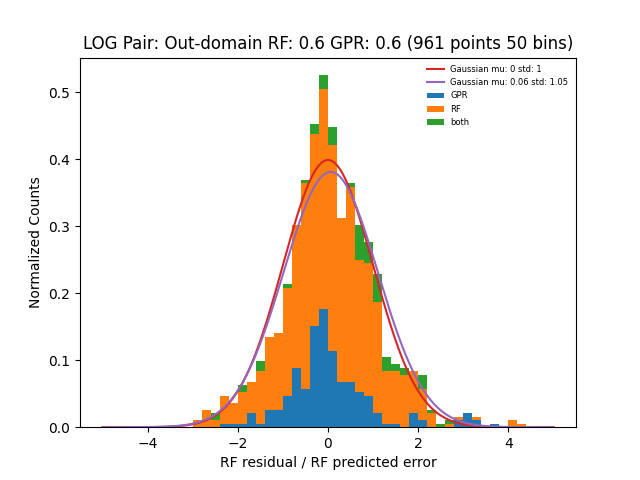 LOG Pair: Out-domain RF: 0.6 GPR: 0.6 (961 points 50 bins)
Gaussian mu: 0 std: 1
Gaussian mu: 0.06 std: 1.05
GPR
RF
both
Normalized Counts
0.5
0.4
0.3
0.2
0.1
0.0
−4 −2 0 2 4
RF residual / RF predicted error